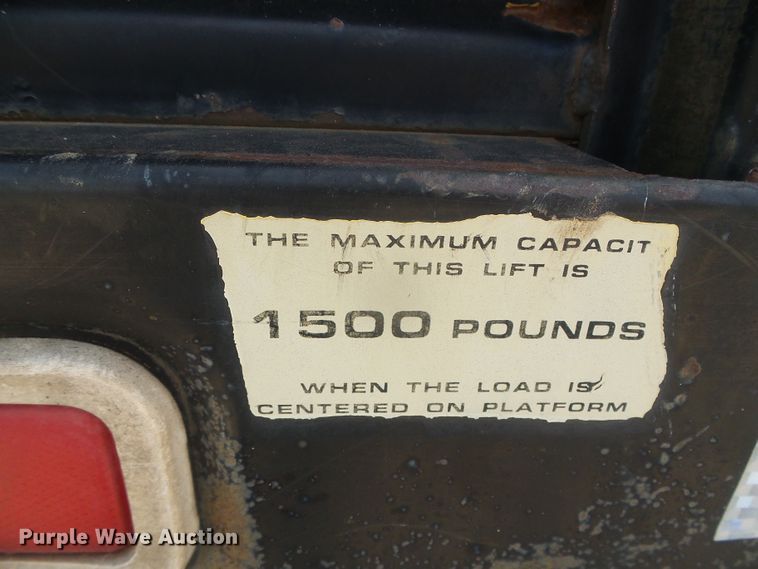 THE MAXIMUM CAPACIT
OF THIS LIFT IS
1500 POUNDS
WHEN THE LOAD IS
CENTERED ON PLATFORM
Purple Wave Auction